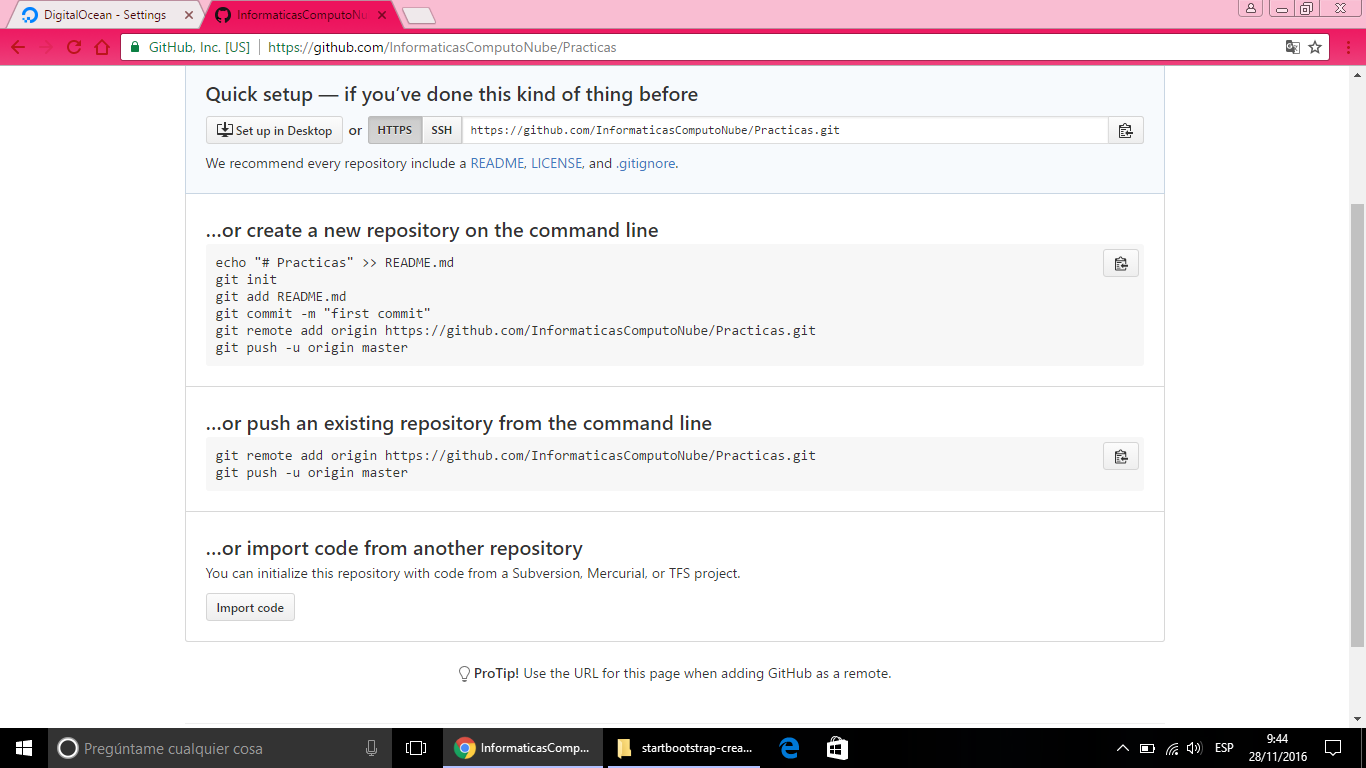 DigitalOcean - Settings
InformaticasComputoNu
GitHub, Inc. [US]
https://github.com/InformaticasComputoNube/Practicas
Quick setup — if you’ve done this kind of thing before
Set up in Desktop or HTTPS SSH https://github.com/InformaticasComputoNube/Practicas.git
We recommend every repository include a README, LICENSE, and .gitignore.
…or create a new repository on the command line
echo "# Practicas" >> README.md
git init
git add README.md
git commit -m "first commit"
git remote add origin https://github.com/InformaticasComputoNube/Practicas.git
git push -u origin master
…or push an existing repository from the command line
git remote add origin https://github.com/InformaticasComputoNube/Practicas.git
git push -u origin master
…or import code from another repository
You can initialize this repository with code from a Subversion, Mercurial, or TFS project.
Import code
ProTip! Use the URL for this page when adding GitHub as a remote.
Pregúntame cualquier cosa
InformaticasComp...
startbootstrap-crea...
ESP
9:44
28/11/2016